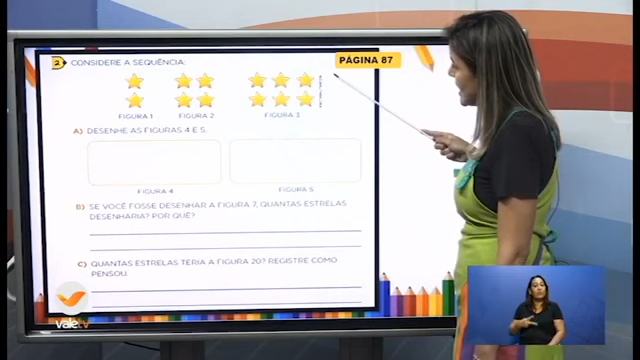 2 CONSIDERE A SEQUÊNCIA:
PÁGINA 87
FIGURA 1 FIGURA 2 FIGURA 3
A) DESENHE AS FIGURAS 4 E 5.
FIGURA 4 FIGURA 5
B) SE VOCÊ FOSSE DESENHAR A FIGURA 7, QUANTAS ESTRELAS
DESENHARIA? POR QUÊ?
C) QUANTAS ESTRELAS TERIA A FIGURA 20? REGISTRE COMO
PENSOU.
valetv